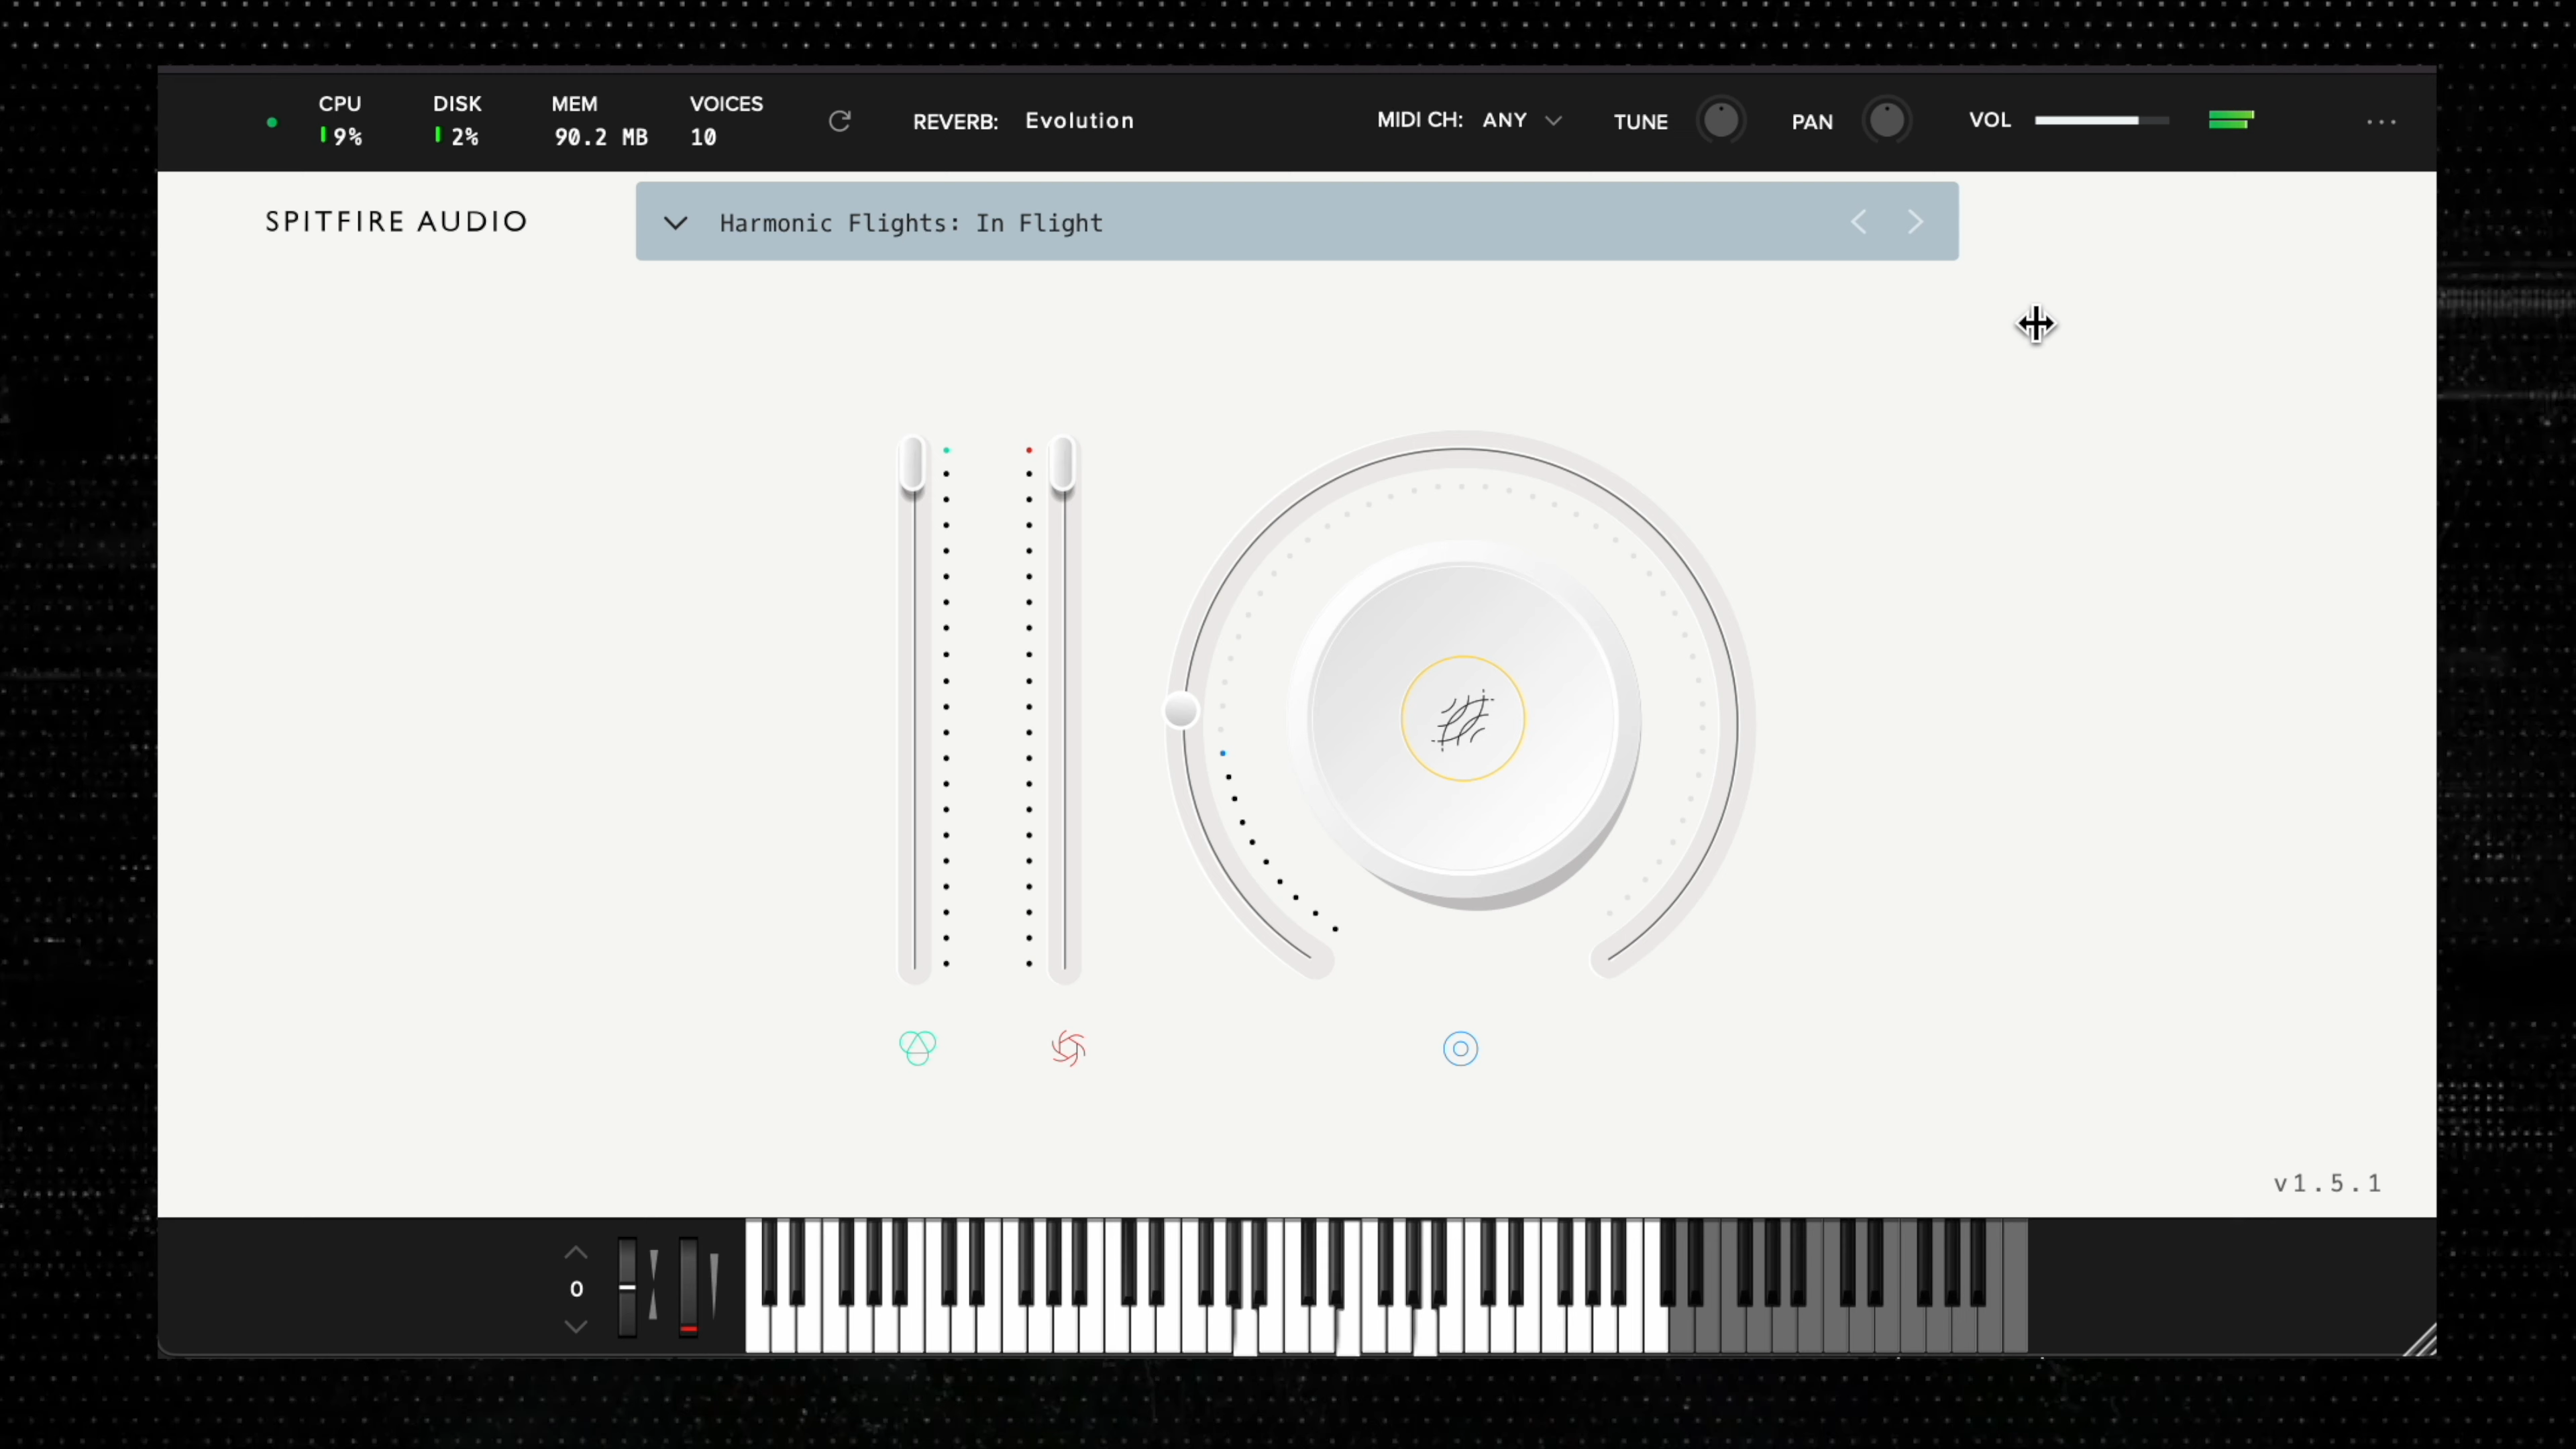 CPU
9%
DISK
2%
MEM
90.2 MB
VOICES
10
REVERB: Evolution
MIDI CH: ANY
TUNE
PAN
VOL
SPITFIRE AUDIO
Harmonic Flights: In Flight
v1.5.1
0